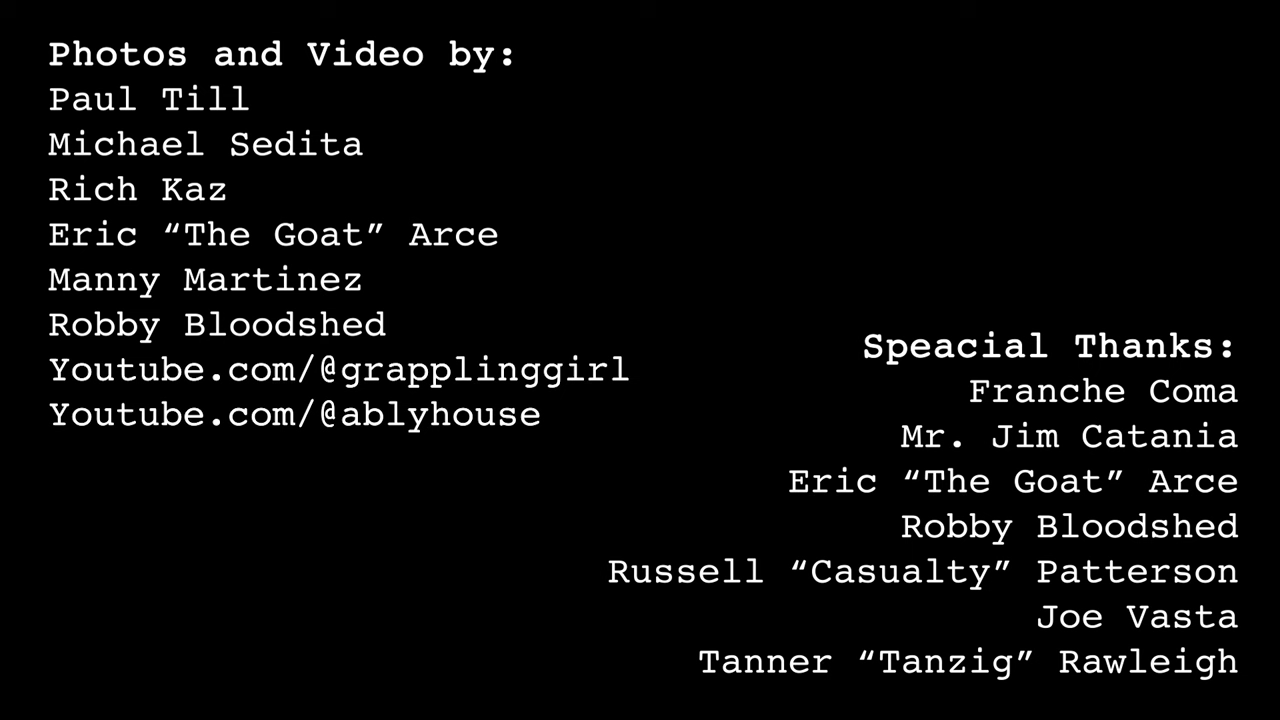 Photos and Video by:
Paul Till
Michael Sedita
Rich Kaz
Eric “The Goat” Arce
Manny Martinez
Robby Bloodshed
Youtube.com/@grapplinggirl
Youtube.com/@ablyhouse
Speacial Thanks:
Franche Coma
Mr. Jim Catania
Eric “The Goat” Arce
Robby Bloodshed
Russell “Casualty” Patterson
Joe Vasta
Tanner “Tanzig” Rawleigh